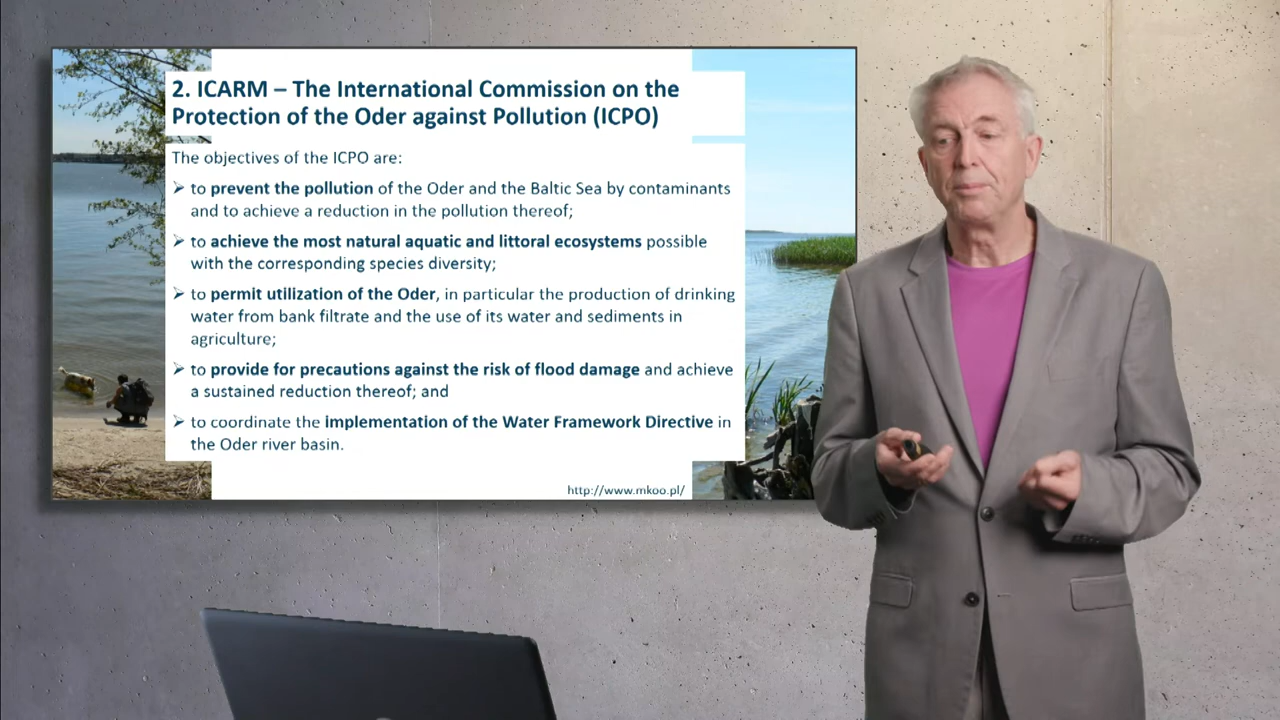 2. ICARM – The International Commission on the
Protection of the Oder against Pollution (ICPO)
The objectives of the ICPO are:
➢ to prevent the pollution of the Oder and the Baltic Sea by contaminants
and to achieve a reduction in the pollution thereof;
➢ to achieve the most natural aquatic and littoral ecosystems possible
with the corresponding species diversity;
➢ to permit utilization of the Oder, in particular the production of drinking
water from bank filtrate and the use of its water and sediments in
agriculture;
➢ to provide for precautions against the risk of flood damage and achieve
a sustained reduction thereof; and
➢ to coordinate the implementation of the Water Framework Directive in
the Oder river basin.
http://www.mkoo.pl/